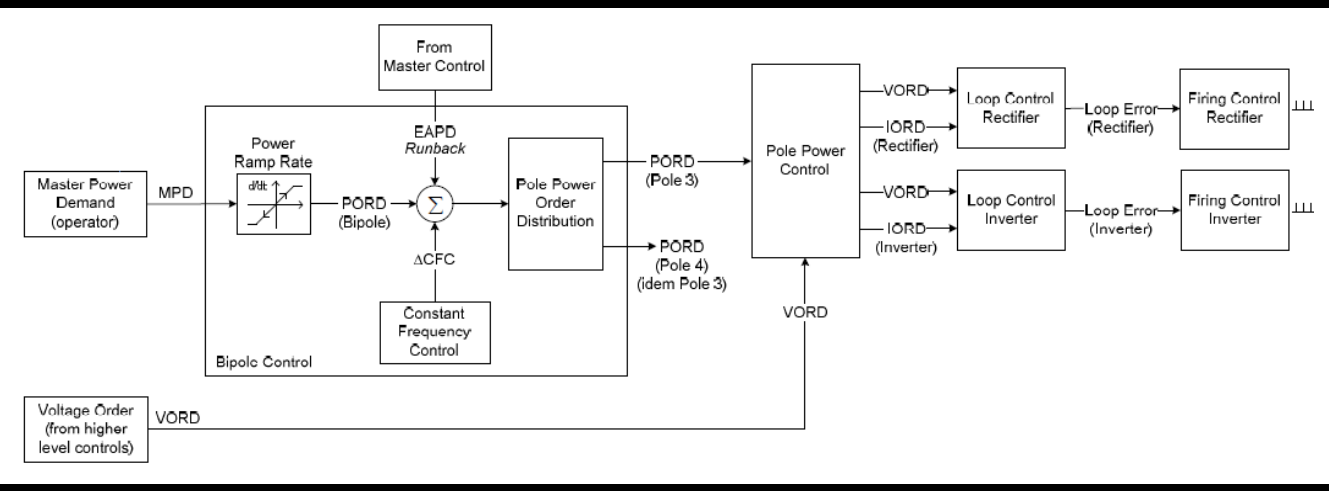 From
Master Control
EAPD
Runback
Power
Ramp Rate
d/dt
Master Power
Demand
(operator)
MPD
PORD
(Bipole)
Σ
Pole Power
Order
Distribution
ΔCFC
Constant
Frequency
Control
Bipole Control
PORD
(Pole 3)
PORD
(Pole 4)
(idem Pole 3)
Pole Power
Control
VORD
IORD
(Rectifier)
VORD
IORD
(Inverter)
Loop Control
Rectifier
Loop Error
(Rectifier)
Firing Control
Rectifier
Loop Control
Inverter
Loop Error
(Inverter)
Firing Control
Inverter
VORD
Voltage Order
(from higher
level controls)
VORD